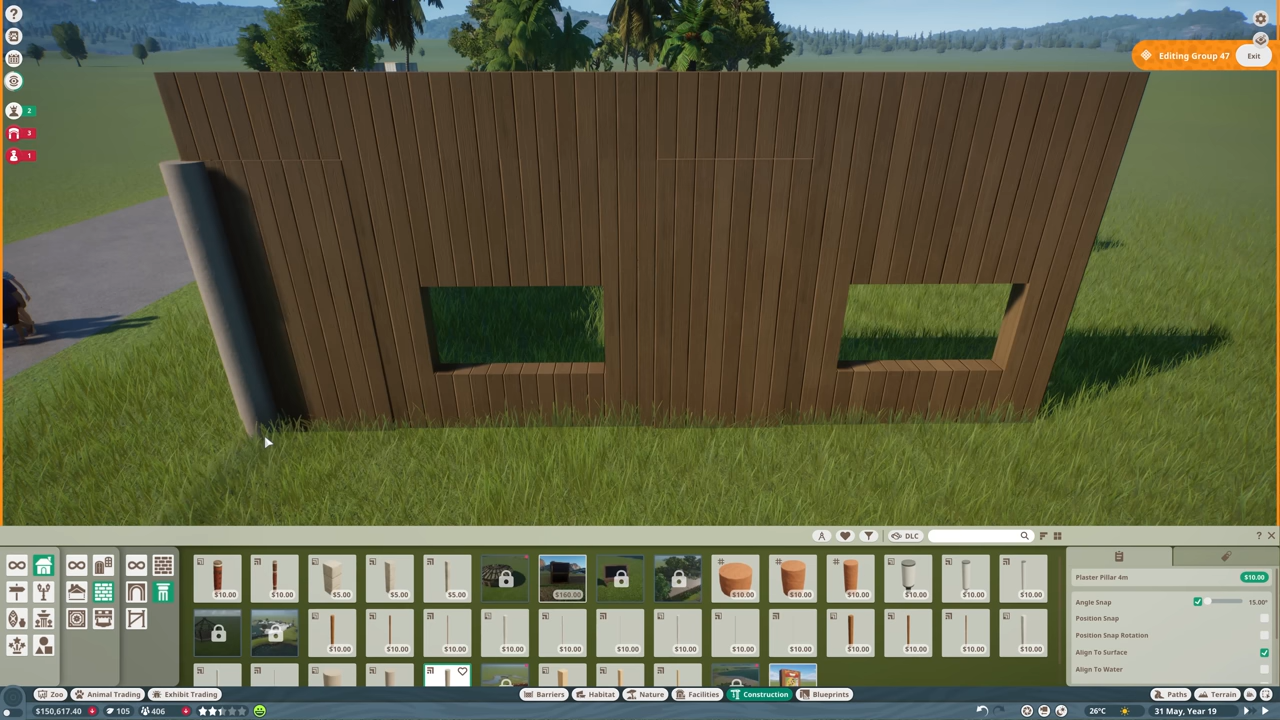 Editing Group 47
Exit
2
3
1
DLC
$10.00 $10.00 $5.00 $5.00 $5.00 $160.00 $10.00 $10.00 $10.00 $10.00 $10.00 $10.00
$10.00 $10.00 $10.00 $10.00 $10.00 $10.00 $10.00 $10.00 $10.00 $10.00 $10.00 $10.00 $10.00
Plaster Pillar 4m $10.00
Angle Snap 15.00°
Position Snap
Position Snap Rotation
Align To Surface
Align To Water
Zoo Animal Trading Exhibit Trading Barriers Habitat Nature Facilities Construction Blueprints Paths Terrain
$150,617.40 105 406 26°C 31 May, Year 19